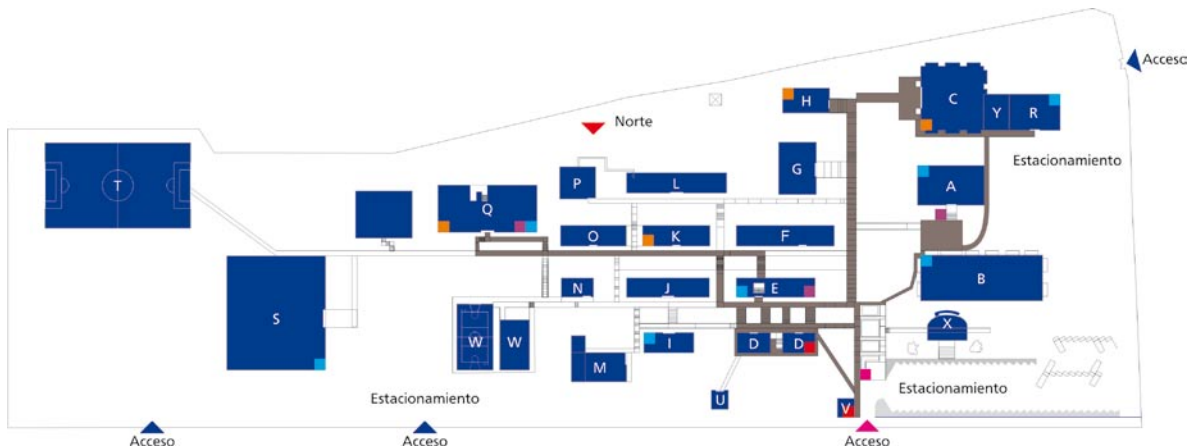 Acceso
C
H
Y
R
Norte
Estacionamiento
G
P
L
T
A
Q
O
K
F
B
N
J
E
S
X
W
W
I
D
D
M
Estacionamiento
Estacionamiento
U
V
Acceso
Acceso
Acceso